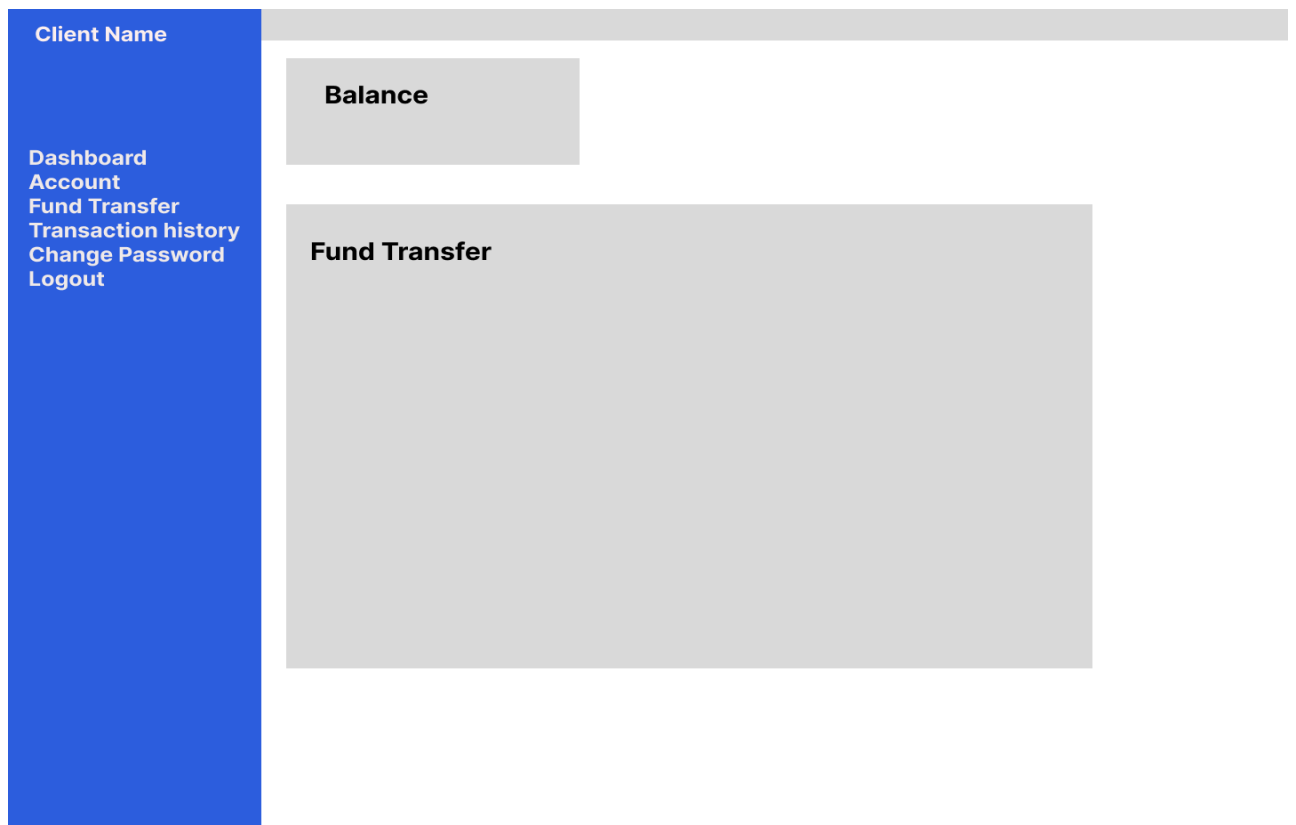 Client Name
Balance
Dashboard
Account
Fund Transfer
Transaction history
Change Password
Logout
Fund Transfer